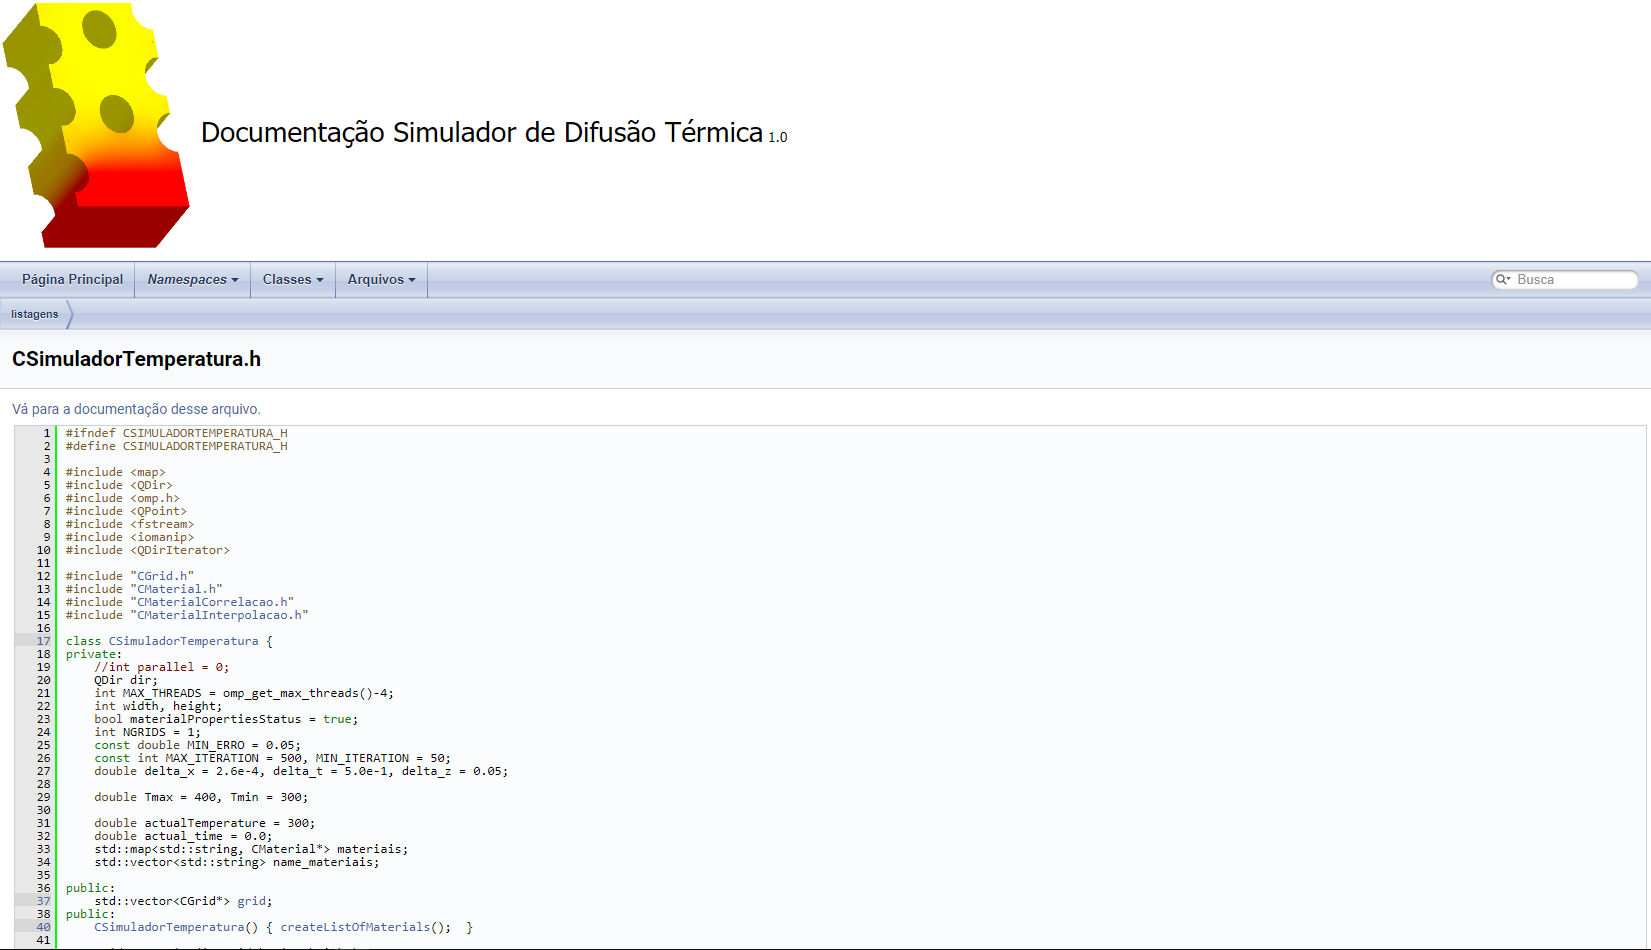 Documentação Simulador de Difusão Térmica 1.0
Página Principal Namespaces Classes Arquivos Busca
listagens
CSimuladorTemperatura.h
Vá para a documentação desse arquivo.
1 #ifndef CSIMULADORTEMPERATURA_H
2 #define CSIMULADORTEMPERATURA_H
3
4 #include <map>
5 #include <QDir>
6 #include <omp.h>
7 #include <QPoint>
8 #include <fstream>
9 #include <iomanip>
10 #include <QDirIterator>
11
12 #include "CGrid.h"
13 #include "CMaterial.h"
14 #include "CMaterialCorrelacao.h"
15 #include "CMaterialInterpolacao.h"
16
17 class CSimuladorTemperatura {
18 private:
19     //int parallel = 0;
20     QDir dir;
21     int MAX_THREADS = omp_get_max_threads()-4;
22     int width, height;
23     bool materialPropertiesStatus = true;
24     int NGRIDS = 1;
25     const double MIN_ERRO = 0.05;
26     const int MAX_ITERATION = 500, MIN_ITERATION = 50;
27     double delta_x = 2.6e-4, delta_t = 5.0e-1, delta_z = 0.05;
28
29     double Tmax = 400, Tmin = 300;
30
31     double actualTemperature = 300;
32     double actual_time = 0.0;
33     std::map<std::string, CMaterial*> materiais;
34     std::vector<std::string> name_materiais;
35
36 public:
37     std::vector<CGrid*> grid;
38 public:
40     CSimuladorTemperatura() { createListOfMaterials();  }
41